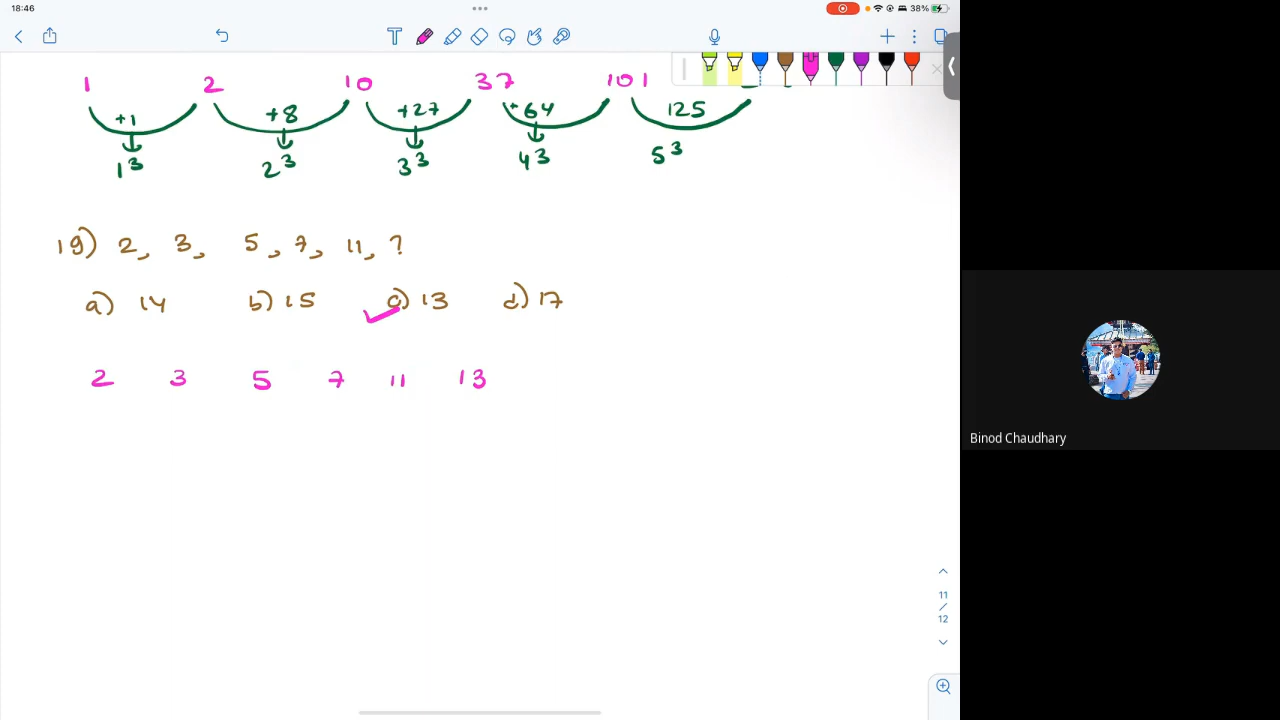 18:46
38%
1 2 10 37 101
+1 +8 +27 +64 125
1³ 2³ 3³ 4³ 5³
19) 2, 3, 5, 7, 11, ?
a) 14 b) 15 c) 13 d) 17
2 3 5 7 11 13
Binod Chaudhary
11
/
12